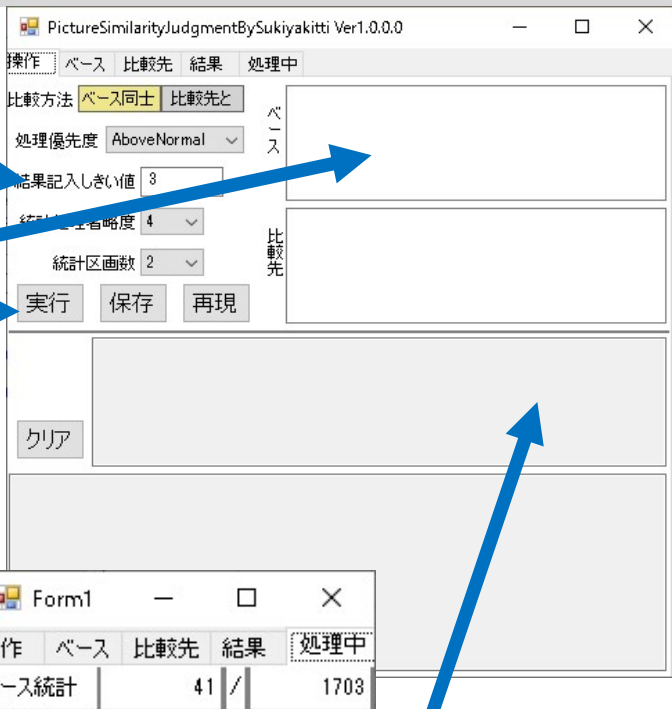 PictureSimilarityJudgmentBySukiyakitti Ver1.0.0.0
操作 ベース 比較先 結果 処理中
比較方法 ベース同士 比較先と
処理優先度 AboveNormal
結果記入しきい値 3
省略度 4
統計区画数 2
実行 保存 再現
ベース
比較先
クリア
Form1
作 ベース 比較先 結果 処理中
ース統計 41 / 1703